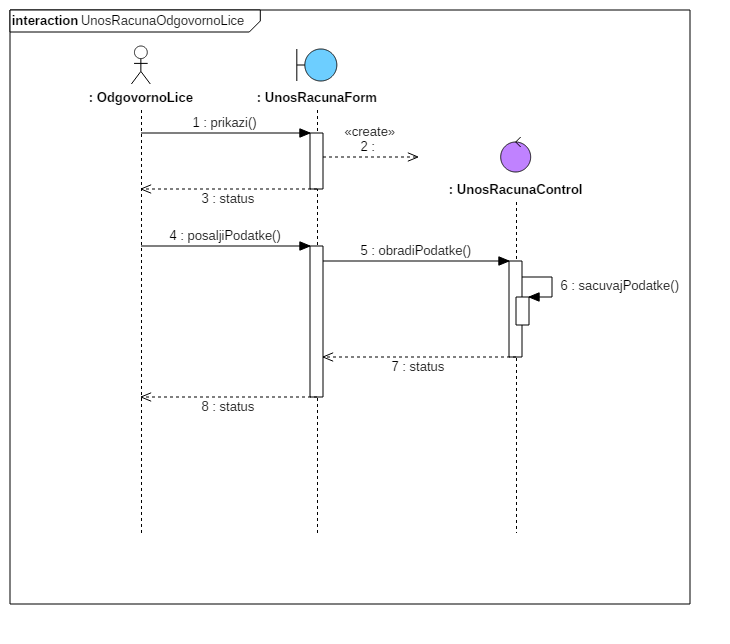 interaction UnosRacunaOdgovornoLice
: OdgovornoLice
: UnosRacunaForm
1 : prikazi()
«create»
2 :
: UnosRacunaControl
3 : status
4 : posaljiPodatke()
5 : obradiPodatke()
6 : sacuvajPodatke()
7 : status
8 : status